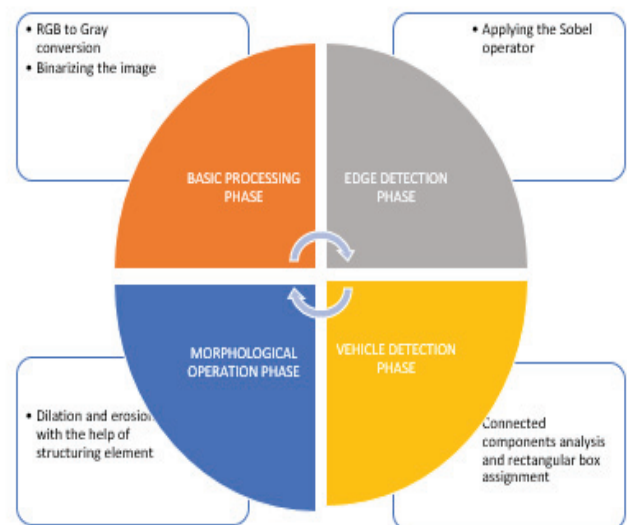 • RGB to Gray
conversion
• Binarizing the image
• Applying the Sobel
operator
BASIC PROCESSING
PHASE
EDGE DETECTION
PHASE
MORPHOLOGICAL
OPERATION PHASE
VEHICLE DETECTION
PHASE
• Dilation and erosion
with the help of
structuring element
Connected
components analysis
and rectangular box
assignment